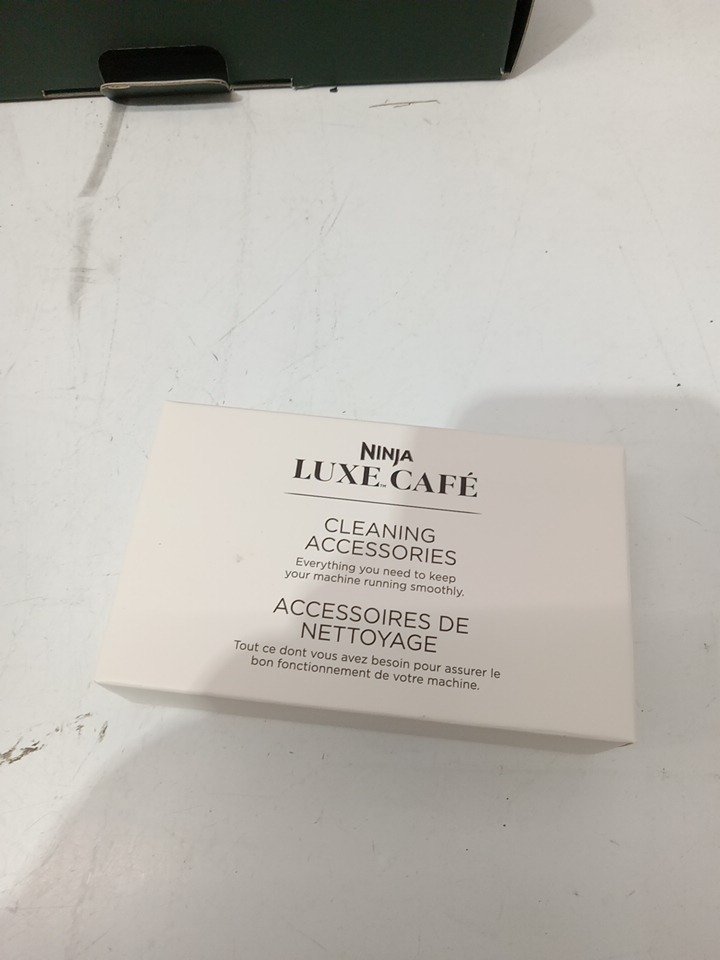 NINJA
LUXE™ CAFÉ
CLEANING
ACCESSORIES
Everything you need to keep
your machine running smoothly.
ACCESSOIRES DE
NETTOYAGE
Tout ce dont vous avez besoin pour assurer le
bon fonctionnement de votre machine.